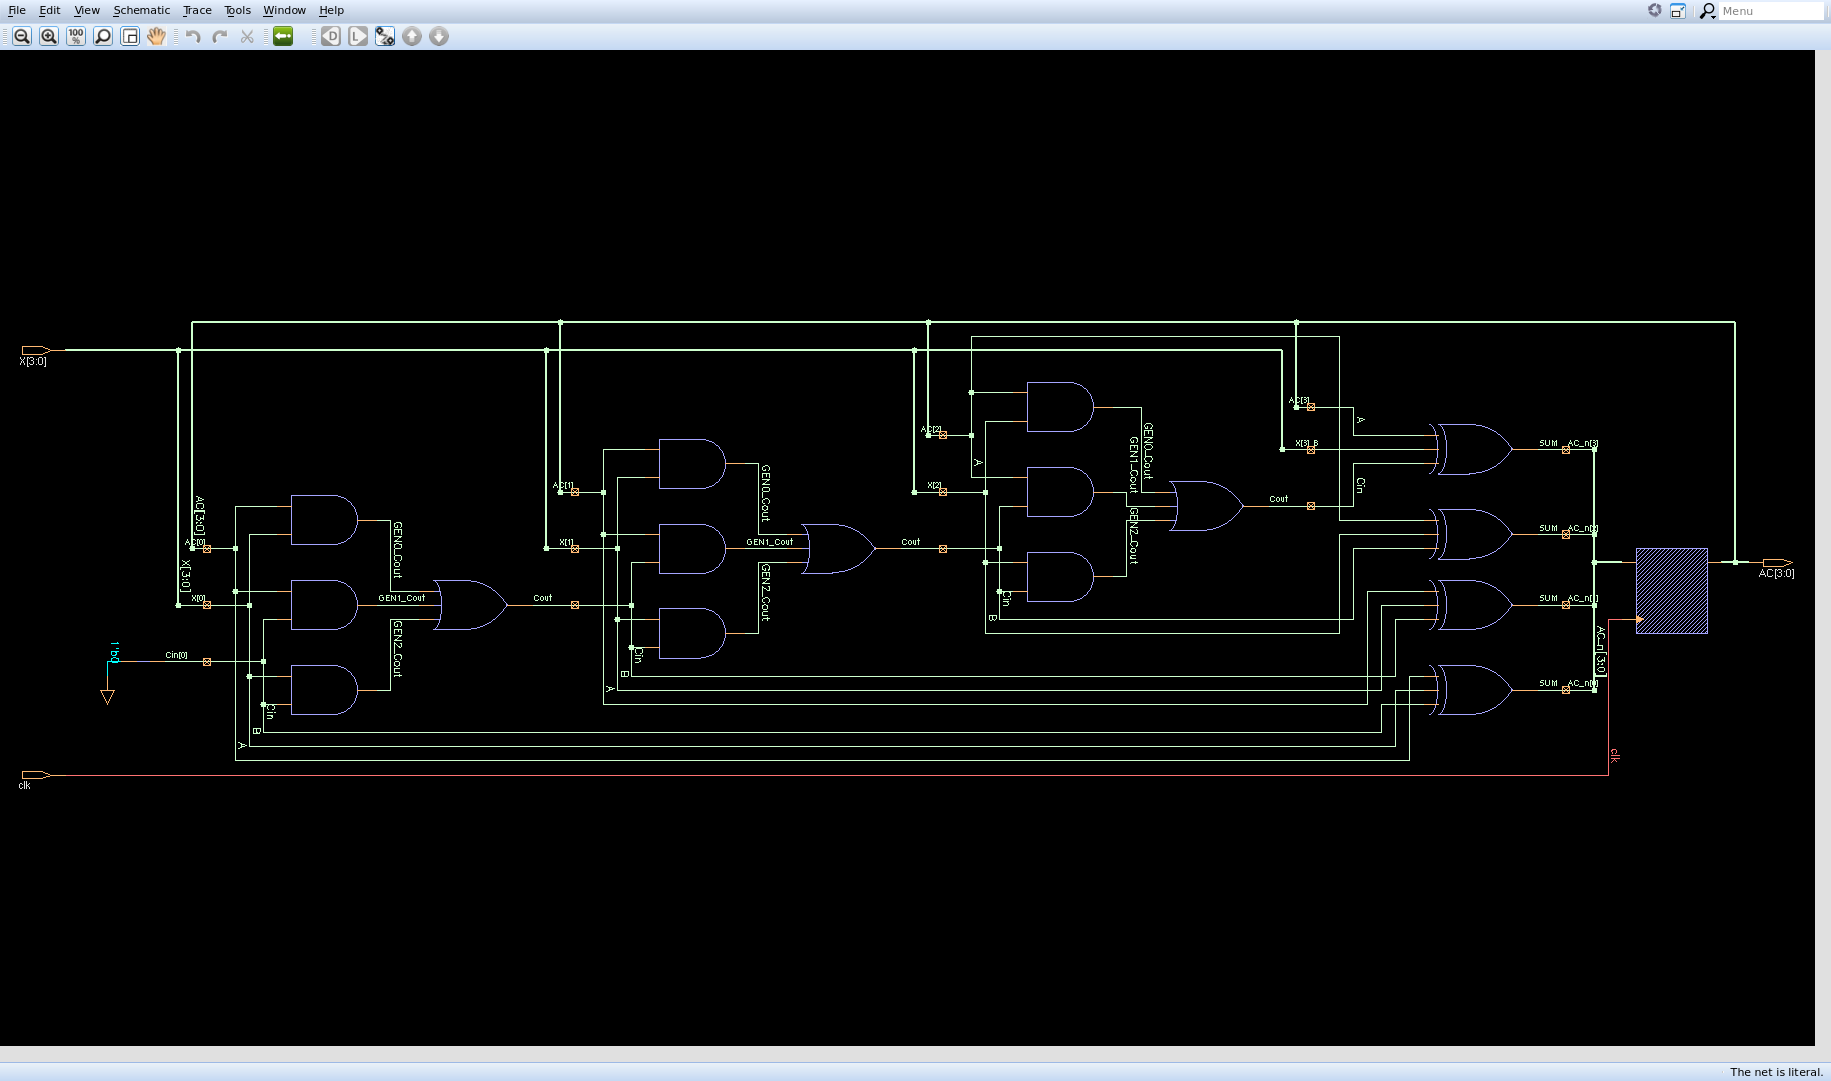 File Edit View Schematic Trace Tools Window Help
Menu
100 %
D L
X[3:0]
AC[3:0]
AC[0]
X[3:0]
X[0]
1'b0
Cin[0]
Cin
B
A
GEN0_Cout
GEN1_Cout
GEN2_Cout
Cout
AC[1]
X[1]
Cin
B
A
GEN0_Cout
GEN1_Cout
GEN2_Cout
Cout
AC[2]
A
X[2]
Cin
B
GEN0_Cout
GEN1_Cout
GEN2_Cout
Cout
AC[3]
A
X[3] B
Cin
SUM AC_n[3]
SUM AC_n[2]
SUM AC_n[1]
SUM AC_n[0]
AC_n[3:0]
AC[3:0]
clk
clk
The net is literal.